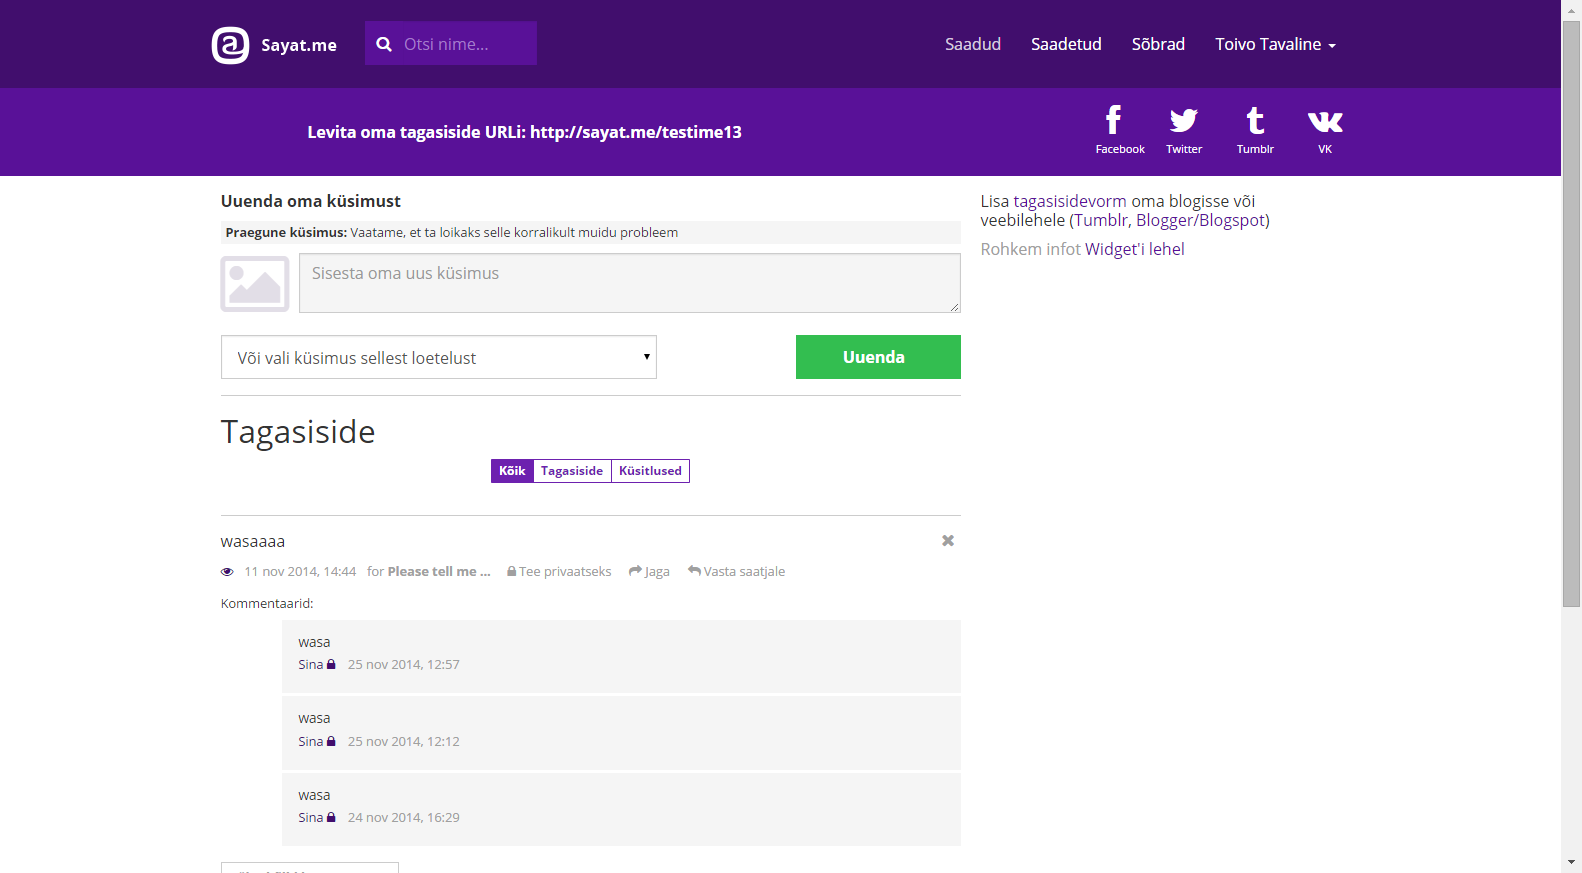 Sayat.me
Otsi nime...
Saadud
Saadetud
Sõbrad
Toivo Tavaline
Levita oma tagasiside URLi: http://sayat.me/testime13
Facebook
Twitter
Tumblr
VK
Uuenda oma küsimust
Praegune küsimus: Vaatame, et ta loikaks selle korralikult muidu probleem
Sisesta oma uus küsimus
Või vali küsimus sellest loetelust
Uuenda
Lisa tagasisidevorm oma blogisse või
veebilehele (Tumblr, Blogger/Blogspot)
Rohkem infot Widget'i lehel
Tagasiside
Kõik
Tagasiside
Küsitlused
wasaaaa
11 nov 2014, 14:44 for Please tell me ... Tee privaatseks Jaga Vasta saatjale
Kommentaarid:
wasa
Sina 25 nov 2014, 12:57
wasa
Sina 25 nov 2014, 12:12
wasa
Sina 24 nov 2014, 16:29